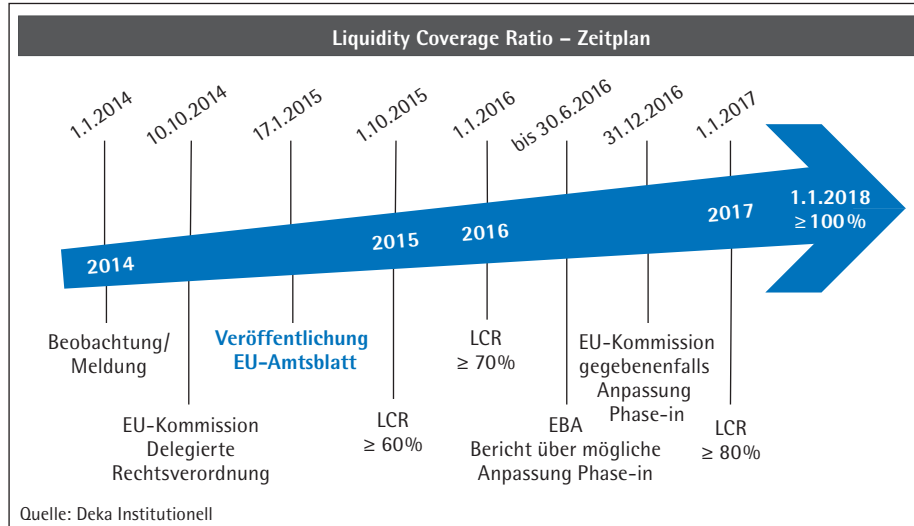 Liquidity Coverage Ratio – Zeitplan
1.1.2014
10.10.2014
17.1.2015
1.10.2015
1.1.2016
bis 30.6.2016
31.12.2016
1.1.2017
2014
2015
2016
2017
1.1.2018
≥ 100%
Beobachtung/
Meldung
EU-Kommission
Delegierte
Rechtsverordnung
Veröffentlichung
EU-Amtsblatt
LCR
≥ 60%
LCR
≥ 70%
EBA
Bericht über mögliche
Anpassung Phase-in
EU-Kommission
gegebenenfalls
Anpassung
Phase-in
LCR
≥ 80%
Quelle: Deka Institutionell